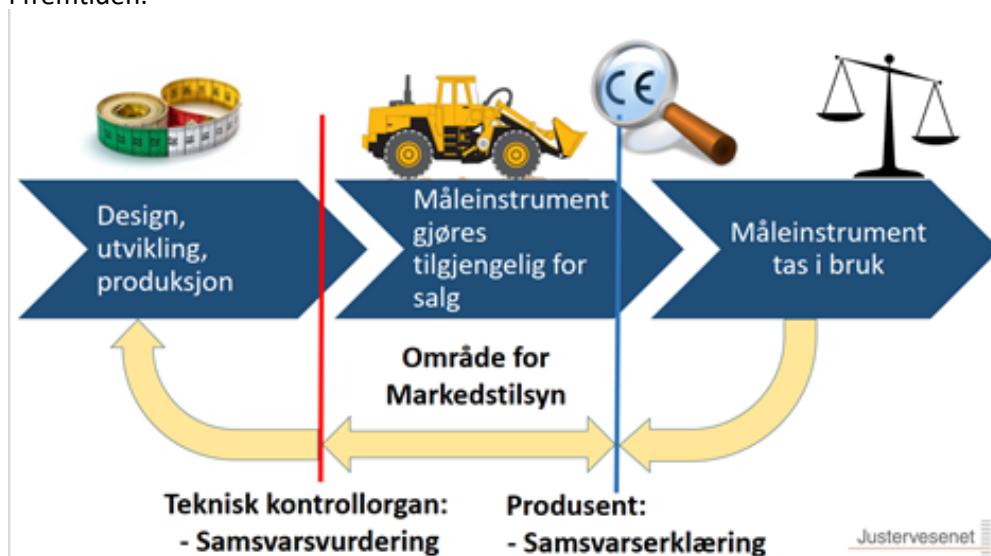 i fremtiden.
CE
Design,
utvikling,
produksjon
Måleinstrument
gjøres
tilgjengelig for
salg
Måleinstrument
tas i bruk
Område for
Markedstilsyn
Teknisk kontrollorgan:
- Samsvarsvurdering
Produsent:
- Samsvarserklæring
Justervesenet